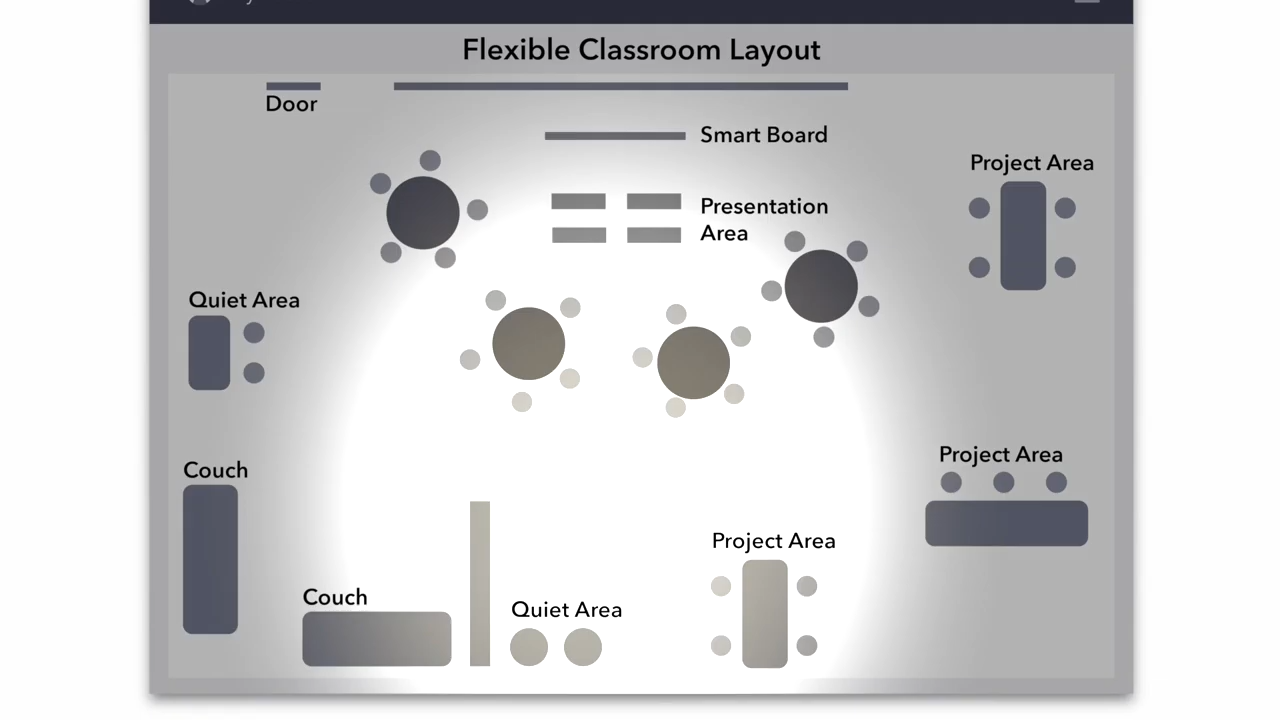 Flexible Classroom Layout
Door
Smart Board
Project Area
Presentation
Area
Quiet Area
Project Area
Couch
Project Area
Couch
Quiet Area